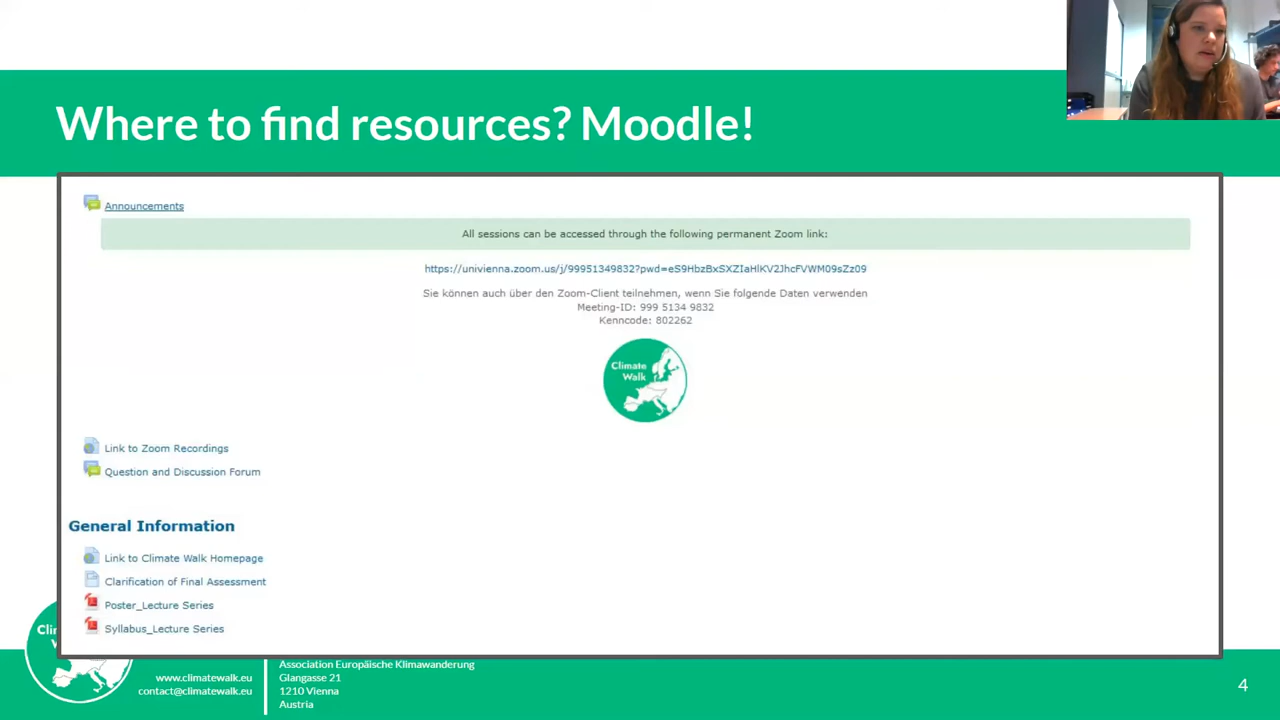 Where to find resources? Moodle!
Announcements
All sessions can be accessed through the following permanent Zoom link:
https://univienna.zoom.us/j/99951349832?pwd=eS9HbzBxSXZIaHlKV2JhcFVWM09sZz09
Sie können auch über den Zoom-Client teilnehmen, wenn Sie folgende Daten verwenden
Meeting-ID: 999 5134 9832
Kenncode: 802262
Climate
Walk
Link to Zoom Recordings
Question and Discussion Forum
General Information
Link to Climate Walk Homepage
Clarification of Final Assessment
Poster_Lecture Series
Syllabus_Lecture Series
www.climatewalk.eu
contact@climatewalk.eu
Association Europäische Klimawanderung
Glangasse 21
1210 Vienna
Austria
4